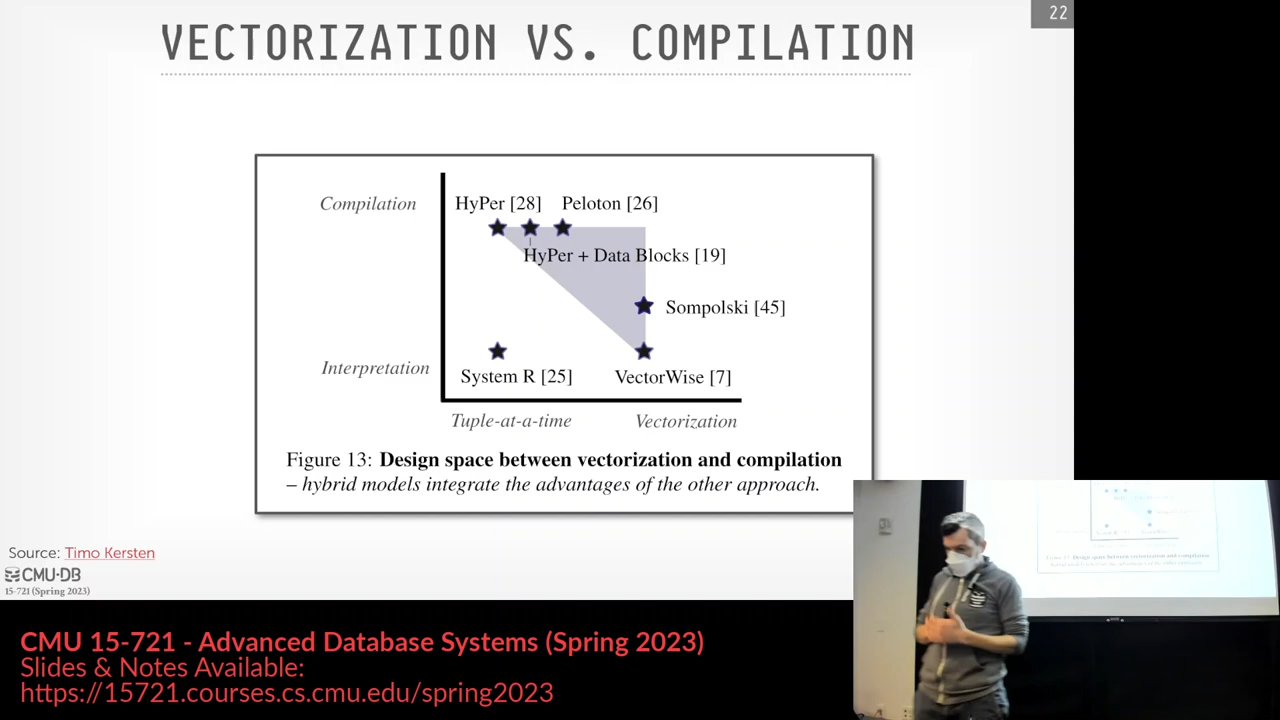 22
VECTORIZATION VS. COMPILATION
Compilation
HyPer [28]
Peloton [26]
HyPer + Data Blocks [19]
Sompolski [45]
Interpretation
System R [25]
VectorWise [7]
Tuple-at-a-time
Vectorization
Figure 13: Design space between vectorization and compilation
– hybrid models integrate the advantages of the other approach.
Source: Timo Kersten
CMU·DB
15-721 (Spring 2023)
CMU 15-721 - Advanced Database Systems (Spring 2023)
Slides & Notes Available:
https://15721.courses.cs.cmu.edu/spring2023